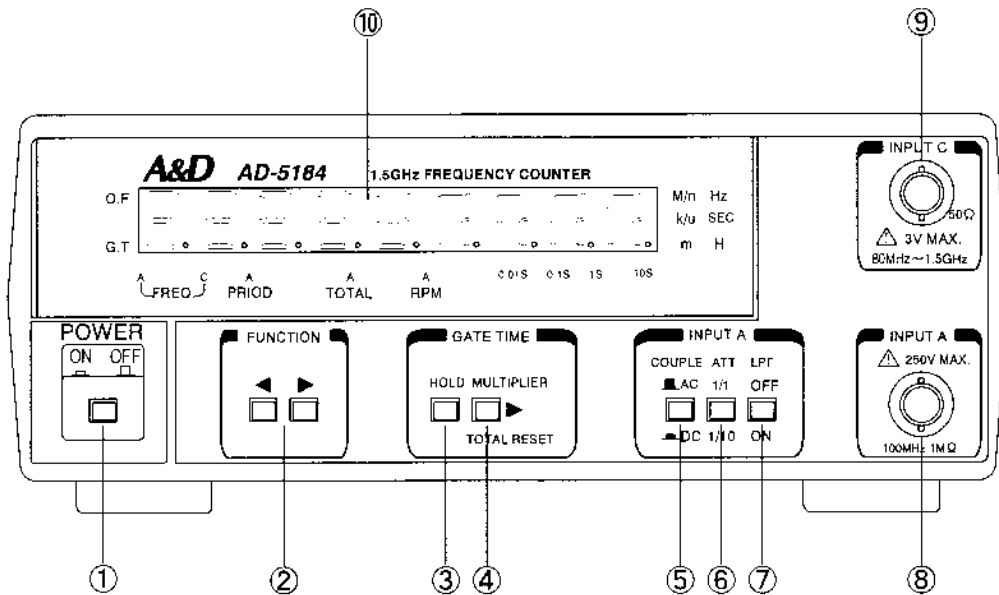 ⑩ ⑨
A&D AD-5184 1.5GHz FREQUENCY COUNTER
O.F
M/n Hz
k/u SEC
G.T
m H
A C A A A 0.01S 0.1S 1S 10S
FREQ PRIOD TOTAL RPM
INPUT C
50Ω
⚠ 3V MAX.
80MHz～1.5GHz
POWER
ON OFF
FUNCTION
◀ ▶
GATE TIME
HOLD MULTIPLIER
▶
TOTAL RESET
INPUT A
COUPLE ATT LPF
AC 1/1 OFF
DC 1/10 ON
INPUT A
⚠ 250V MAX.
100MHz 1MΩ
① ② ③ ④ ⑤ ⑥ ⑦ ⑧